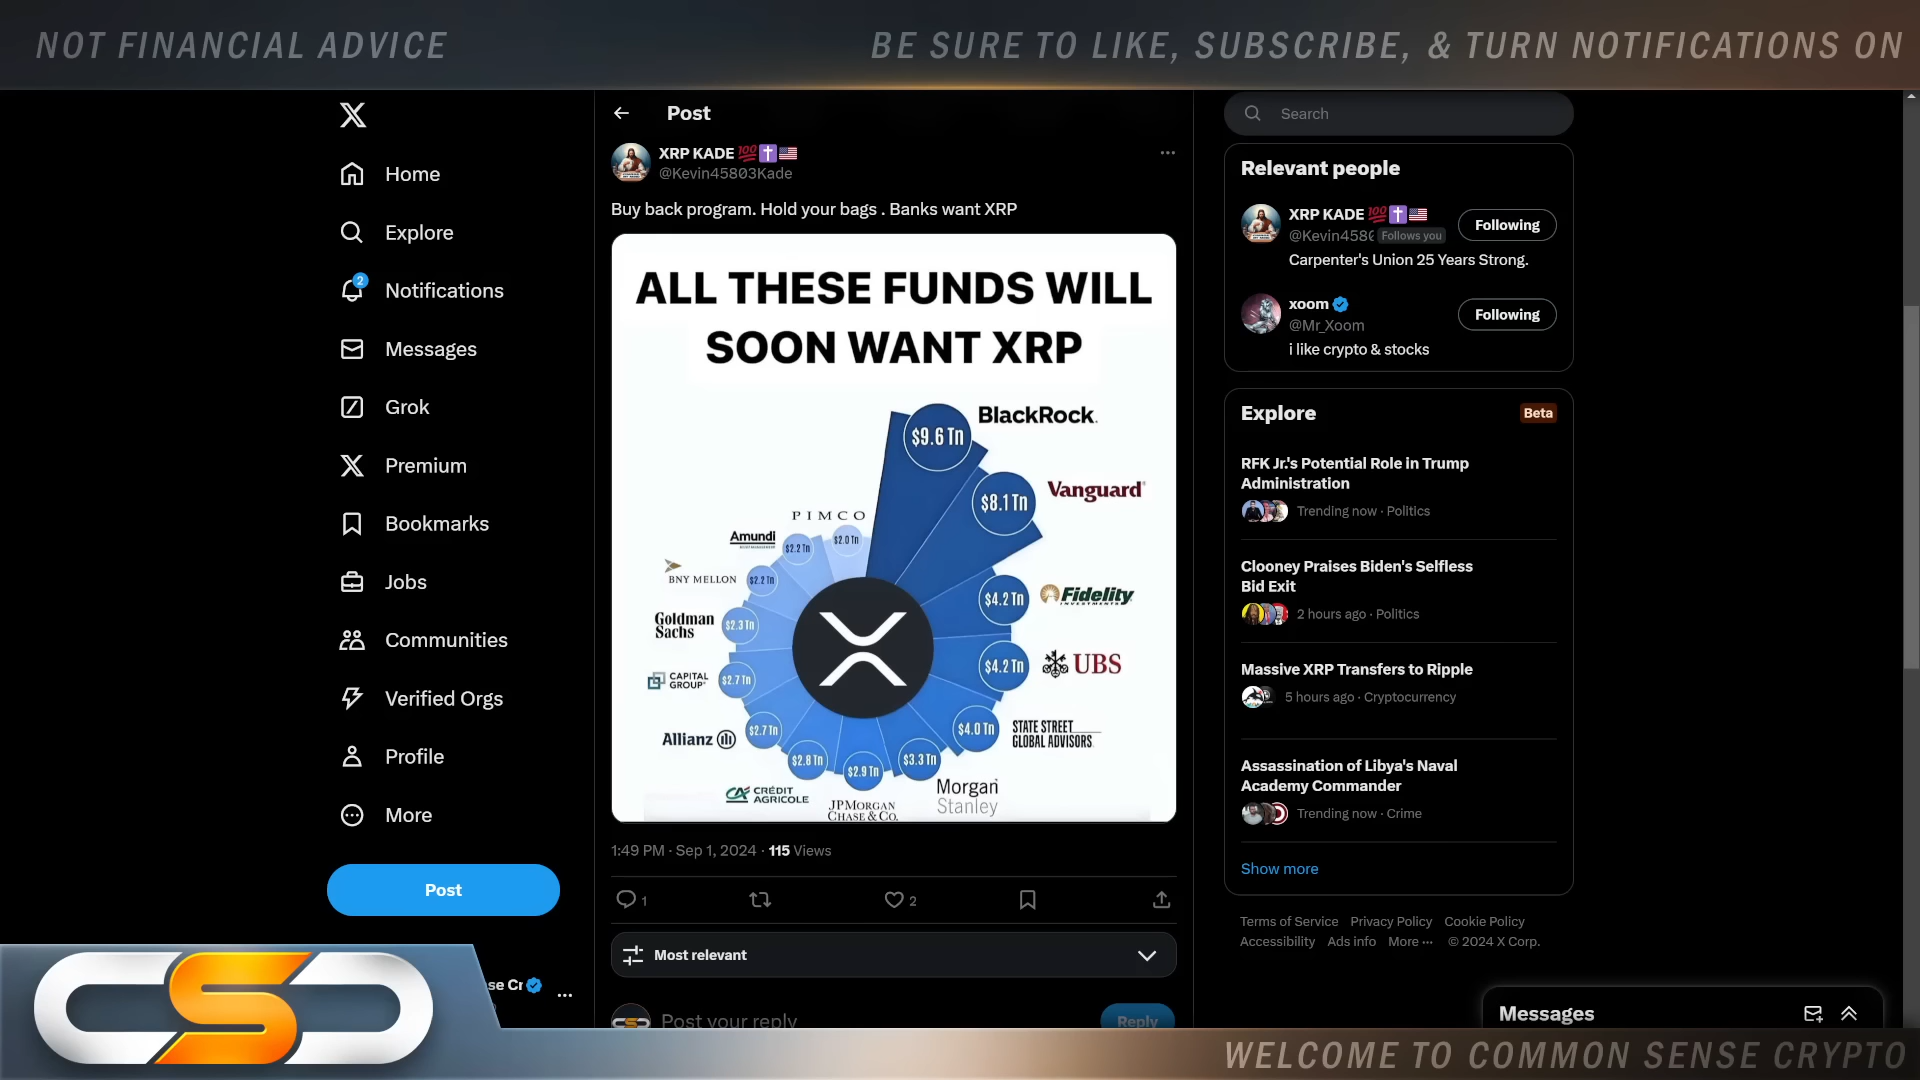 NOT FINANCIAL ADVICE
BE SURE TO LIKE, SUBSCRIBE, & TURN NOTIFICATIONS ON
Home
Explore
2
Notifications
Messages
Grok
Premium
Bookmarks
Jobs
Communities
Verified Orgs
Profile
More
Post
se Cr
Post
XRP KADE 💯✝️🇺🇸
@Kevin45803Kade
Buy back program. Hold your bags . Banks want XRP
ALL THESE FUNDS WILL
SOON WANT XRP
$9.6 Tn BlackRock.
$8.1 Tn Vanguard
$4.2 Tn Fidelity
INVESTMENTS
$4.2 Tn UBS
$4.0 Tn STATE STREET
GLOBAL ADVISORS
$3.3 Tn Morgan
Stanley
$2.9 Tn JPMORGAN
CHASE & CO.
$2.8 Tn CRÉDIT
AGRICOLE
$2.7 Tn Allianz
$2.7 Tn CAPITAL
GROUP
$2.3 Tn Goldman
Sachs
$2.2 Tn BNY MELLON
$2.2 Tn Amundi
$2.0 Tn PIMCO
1:49 PM · Sep 1, 2024 · 115 Views
1
2
Most relevant
Post your reply
Reply
Search
Relevant people
XRP KADE 💯✝️🇺🇸
@Kevin458 Follows you
Following
Carpenter's Union 25 Years Strong.
xoom
@Mr_Xoom
Following
i like crypto & stocks
Explore
Beta
RFK Jr.'s Potential Role in Trump
Administration
Trending now · Politics
Clooney Praises Biden's Selfless
Bid Exit
2 hours ago · Politics
Massive XRP Transfers to Ripple
5 hours ago · Cryptocurrency
Assassination of Libya's Naval
Academy Commander
Trending now · Crime
Show more
Terms of Service Privacy Policy Cookie Policy
Accessibility Ads info More ··· © 2024 X Corp.
Messages
CSC
WELCOME TO COMMON SENSE CRYPTO